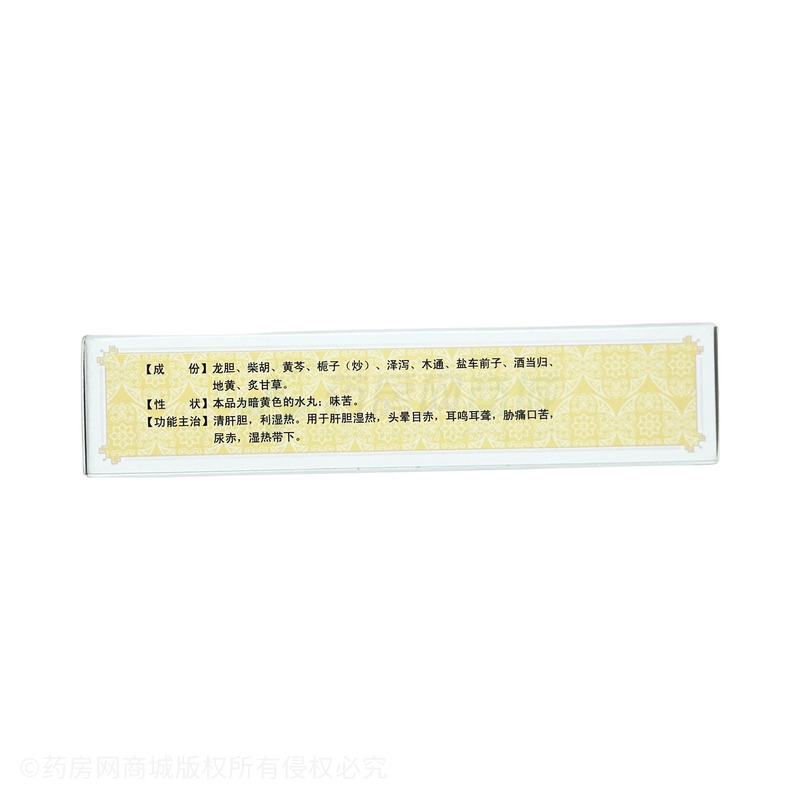 【成　　份】龙胆、柴胡、黄芩、栀子（炒）、泽泻、木通、盐车前子、酒当归、
地黄、炙甘草。
【性　　状】本品为暗黄色的水丸；味苦。
【功能主治】清肝胆，利湿热。用于肝胆湿热，头晕目赤，耳鸣耳聋，胁痛口苦，
尿赤，湿热带下。
©药房网商城版权所有侵权必究